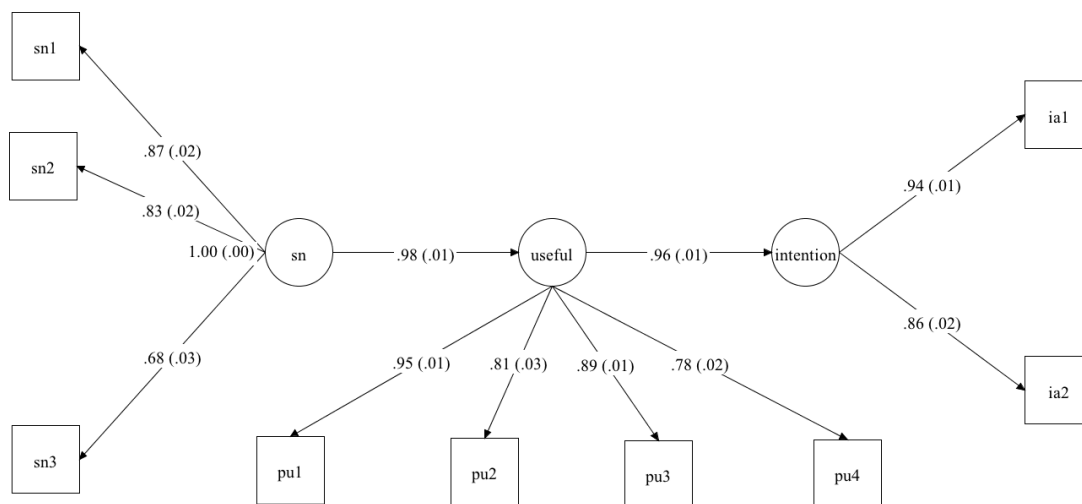 sn1
ia1
.87 (.02)
sn2
.94 (.01)
.83 (.02)
1.00 (.00)
sn
.98 (.01)
useful
.96 (.01)
intention
.86 (.02)
.68 (.03)
.95 (.01)
.81 (.03)
.89 (.01)
.78 (.02)
ia2
sn3
pu1
pu2
pu3
pu4